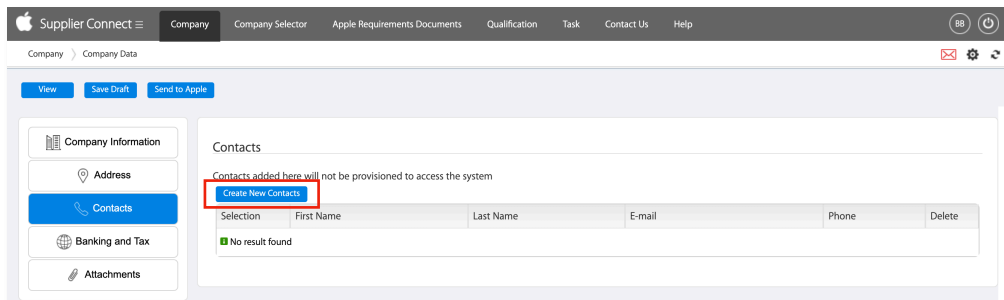 Supplier Connect Company Company Selector Apple Requirements Documents Qualification Task Contact Us Help BB
Company Company Data
View Save Draft Send to Apple
Company Information
Address
Contacts
Banking and Tax
Attachments
Contacts
Contacts added here will not be provisioned to access the system
Create New Contacts
Selection First Name Last Name E-mail Phone Delete
No result found